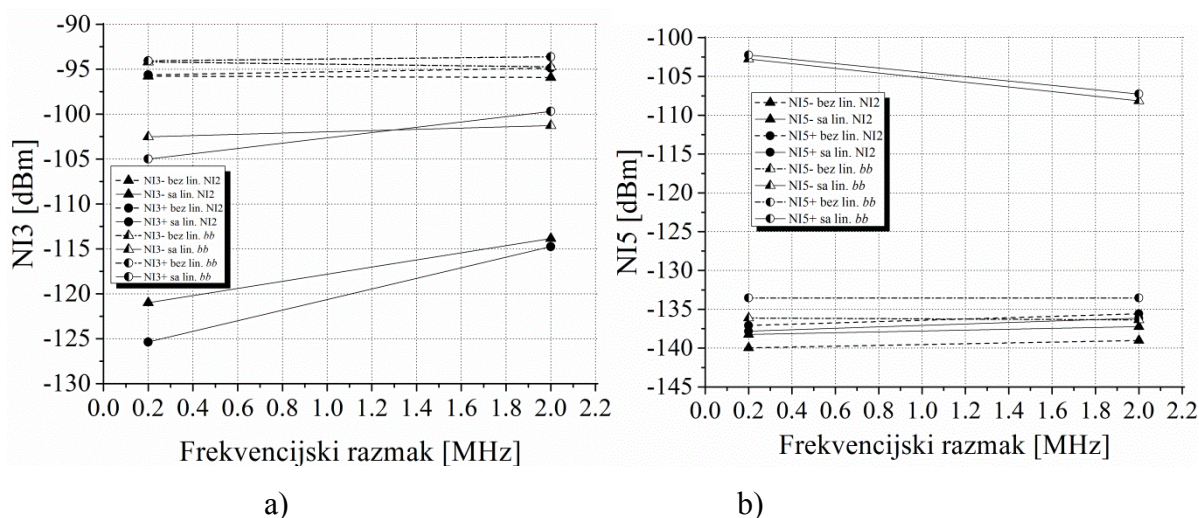 -90
-95
-100
-105
-110
-115
-120
-125
-130
NI3 [dBm]
NI3- bez lin. NI2
NI3- sa lin. NI2
NI3+ bez lin. NI2
NI3+ sa lin. NI2
NI3- bez lin. bb
NI3- sa lin. bb
NI3+ bez lin. bb
NI3+ sa lin. bb
0.0 0.2 0.4 0.6 0.8 1.0 1.2 1.4 1.6 1.8 2.0 2.2
Frekvencijski razmak [MHz]
a)
-100
-105
-110
-115
-120
-125
-130
-135
-140
-145
NI5 [dBm]
NI5- bez lin. NI2
NI5- sa lin. NI2
NI5+ bez lin. NI2
NI5+ sa lin. NI2
NI5- bez lin. bb
NI5- sa lin. bb
NI5+ bez lin. bb
NI5+ sa lin. bb
0.0 0.2 0.4 0.6 0.8 1.0 1.2 1.4 1.6 1.8 2.0 2.2
Frekvencijski razmak [MHz]
b)